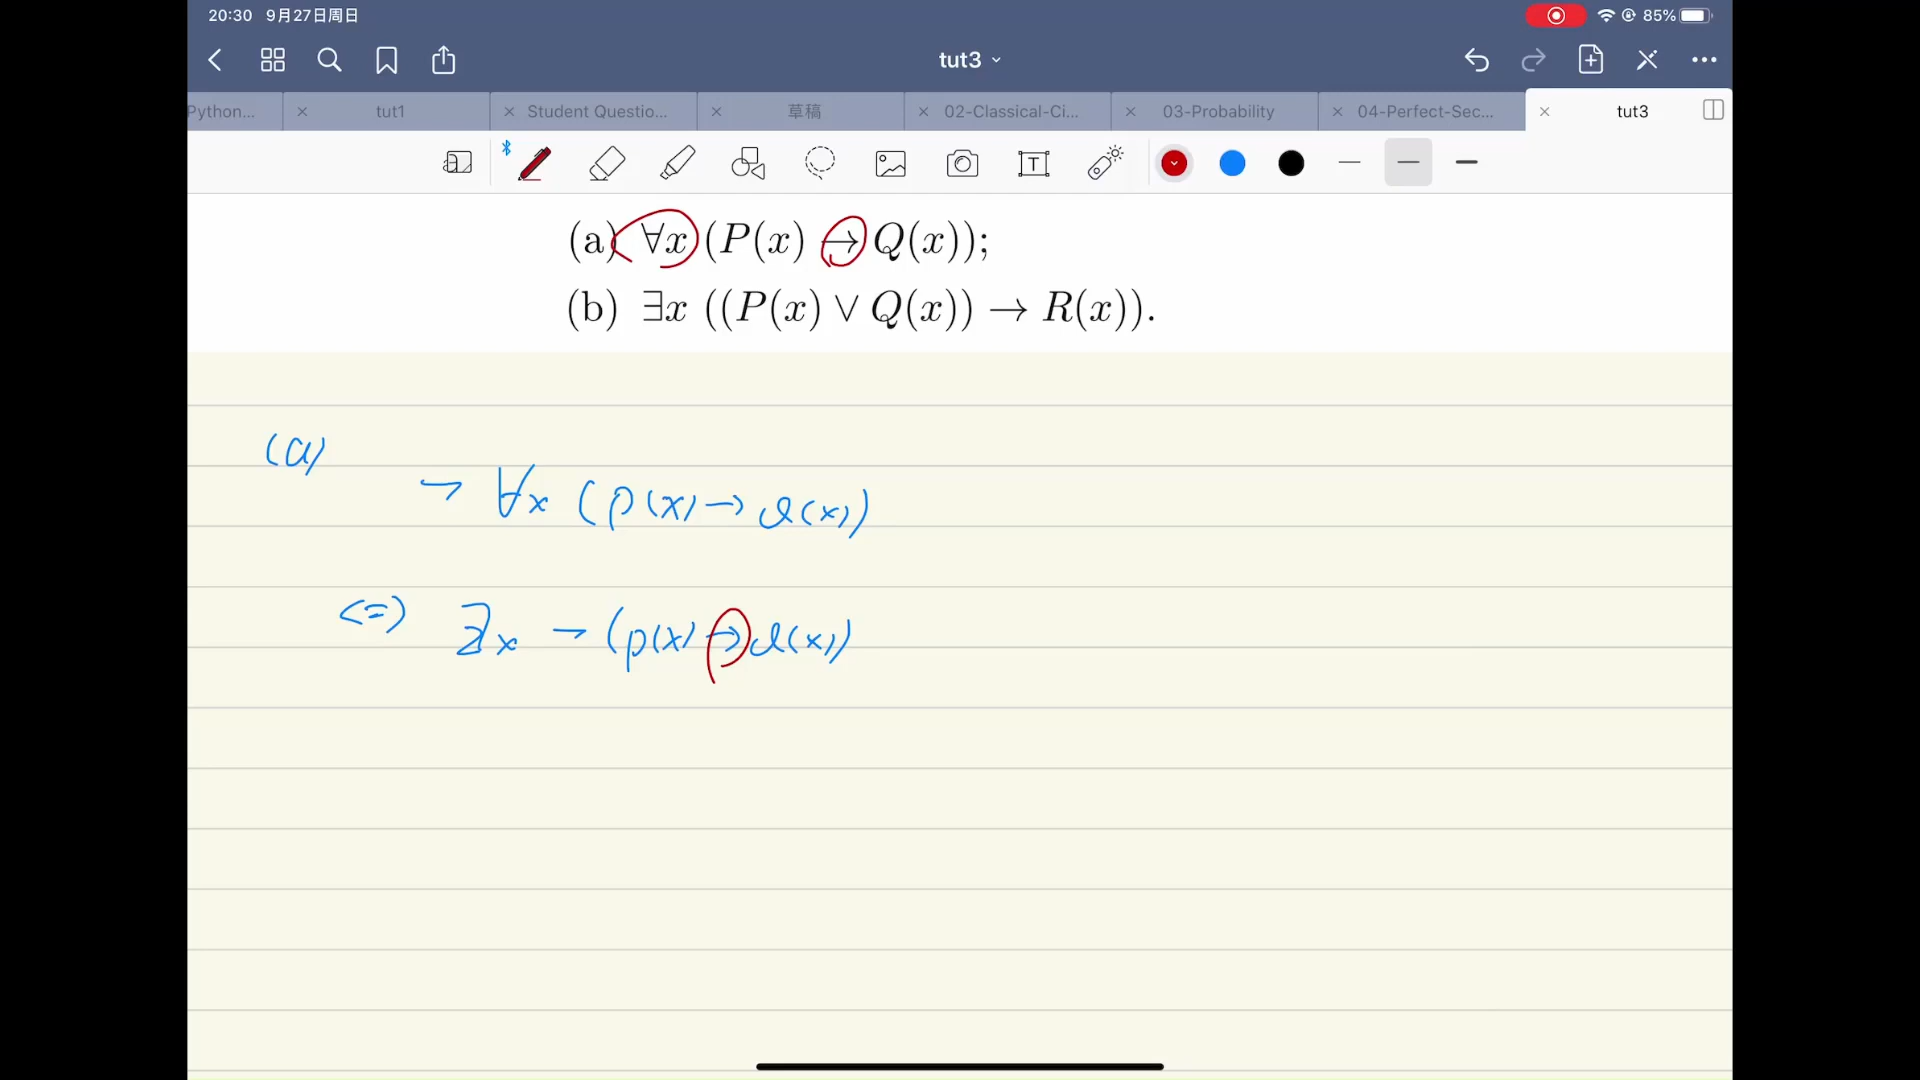 20:30 9月27日周日 85%
tut3
Python... tut1 Student Questio... 草稿 02-Classical-Ci... 03-Probability 04-Perfect-Sec... tut3
(a) ∀x (P(x) → Q(x));
(b) ∃x ((P(x) ∨ Q(x)) → R(x)).
(a)
¬ ∀x (P(x) → Q(x))
<=> ∃x ¬ (P(x) → Q(x))